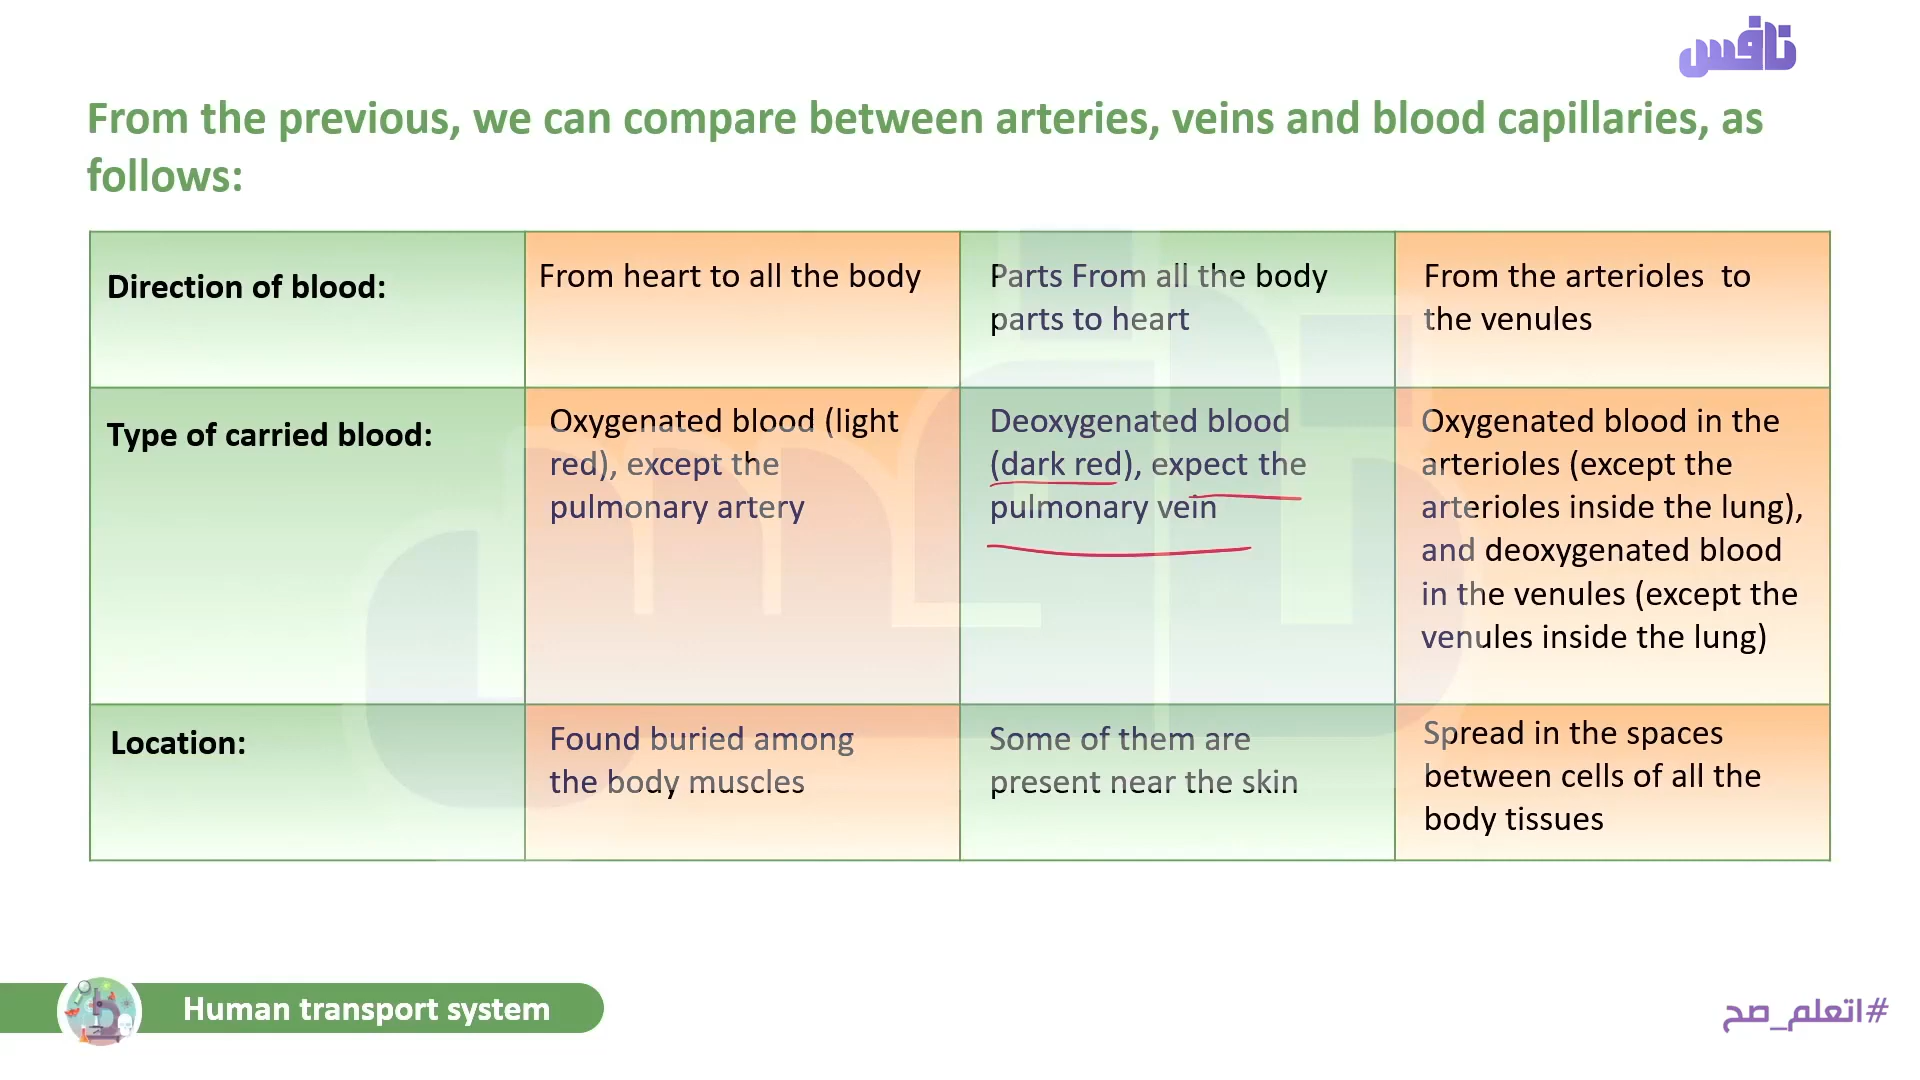 نافس
From the previous, we can compare between arteries, veins and blood capillaries, as
follows:
Direction of blood:
From heart to all the body
Parts From all the body
parts to heart
From the arterioles to
the venules
Type of carried blood:
Oxygenated blood (light
red), except the
pulmonary artery
Deoxygenated blood
(dark red), expect the
pulmonary vein
Oxygenated blood in the
arterioles (except the
arterioles inside the lung),
and deoxygenated blood
in the venules (except the
venules inside the lung)
Location:
Found buried among
the body muscles
Some of them are
present near the skin
Spread in the spaces
between cells of all the
body tissues
Human transport system
#اتعلم_صح